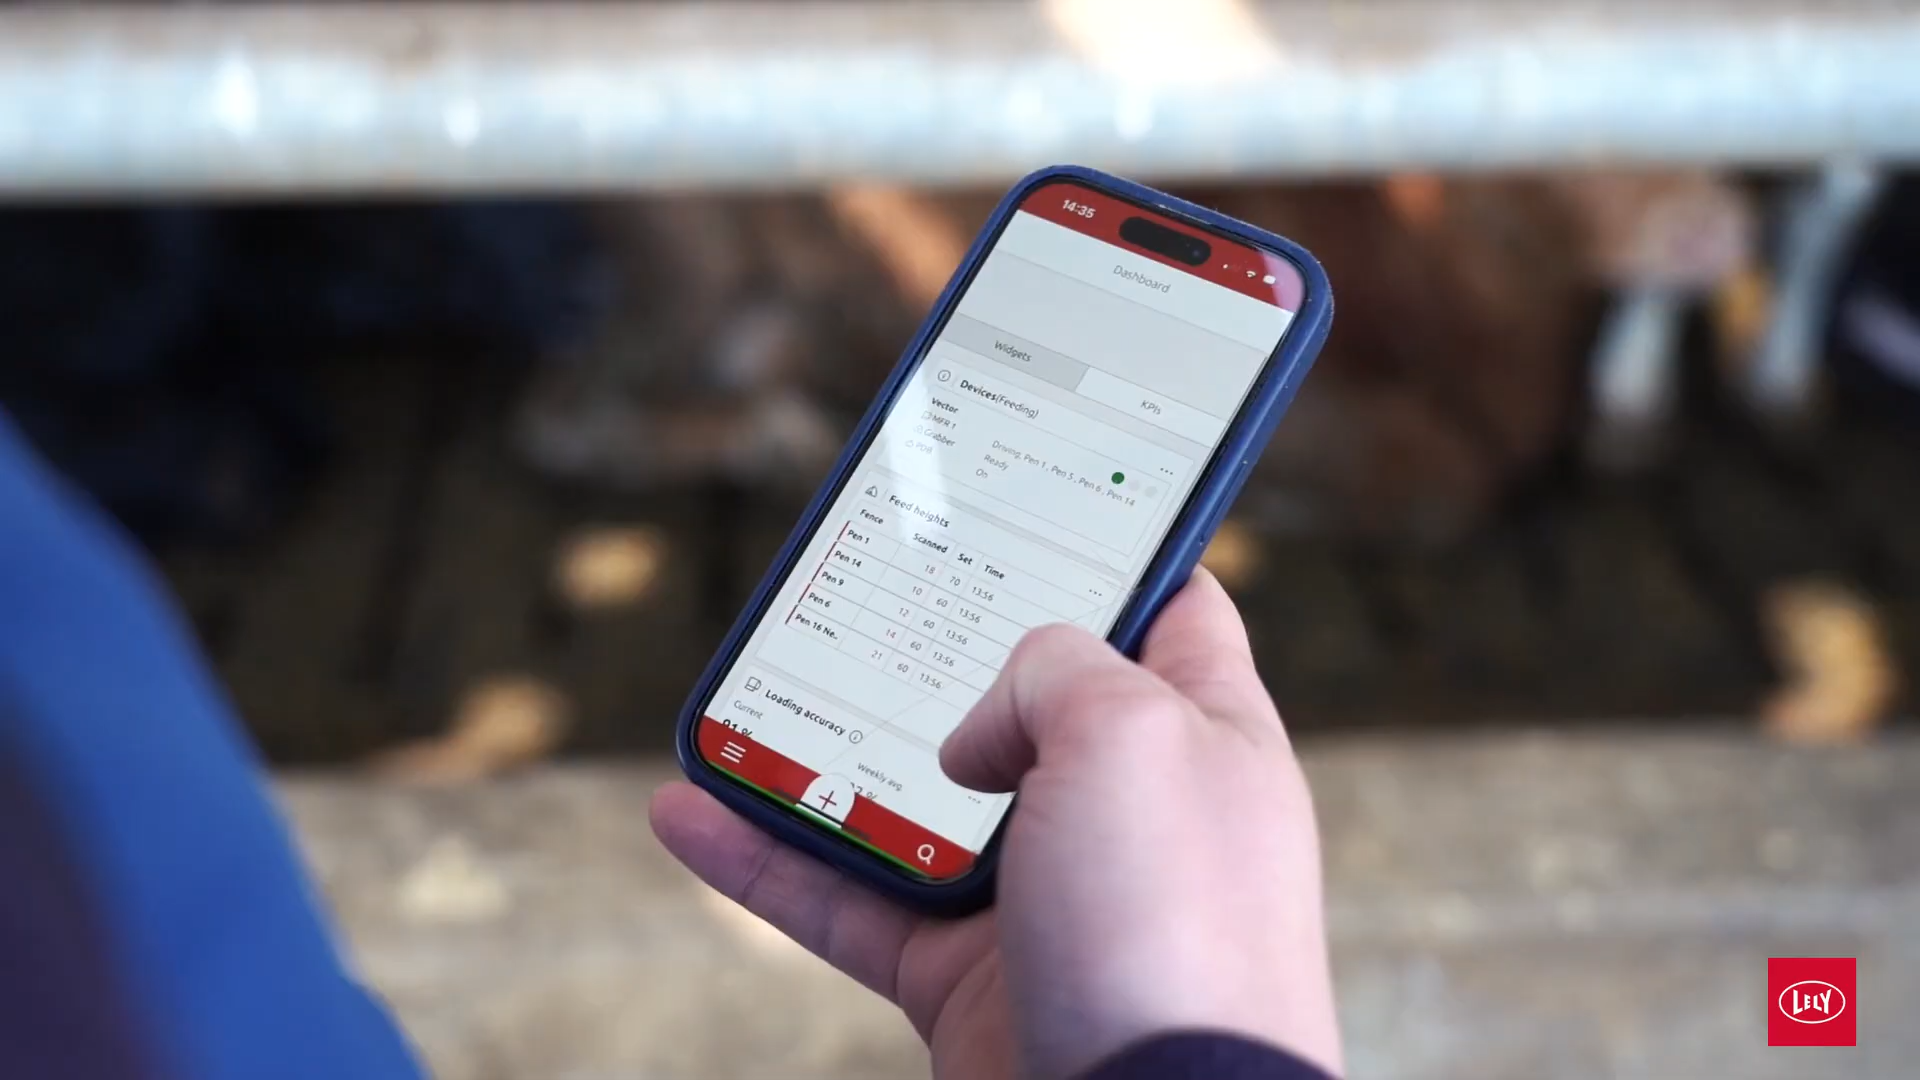 14:35
Dashboard
Widgets
KPIs
Devices(Feeding)
Vector
MFR 1 Driving, Pen 1, Pen 5, Pen 6, Pen 14
Grabber Ready
PDB On
Feed heights
Fence Scanned Set Time
Pen 1 18 70 13:56
Pen 14 10 60 13:56
Pen 9 12 60 13:56
Pen 6 14 60 13:56
Pen 16 Ne.. 21 60 13:56
Loading accuracy
Current
Weekly avg
91 %
LELY